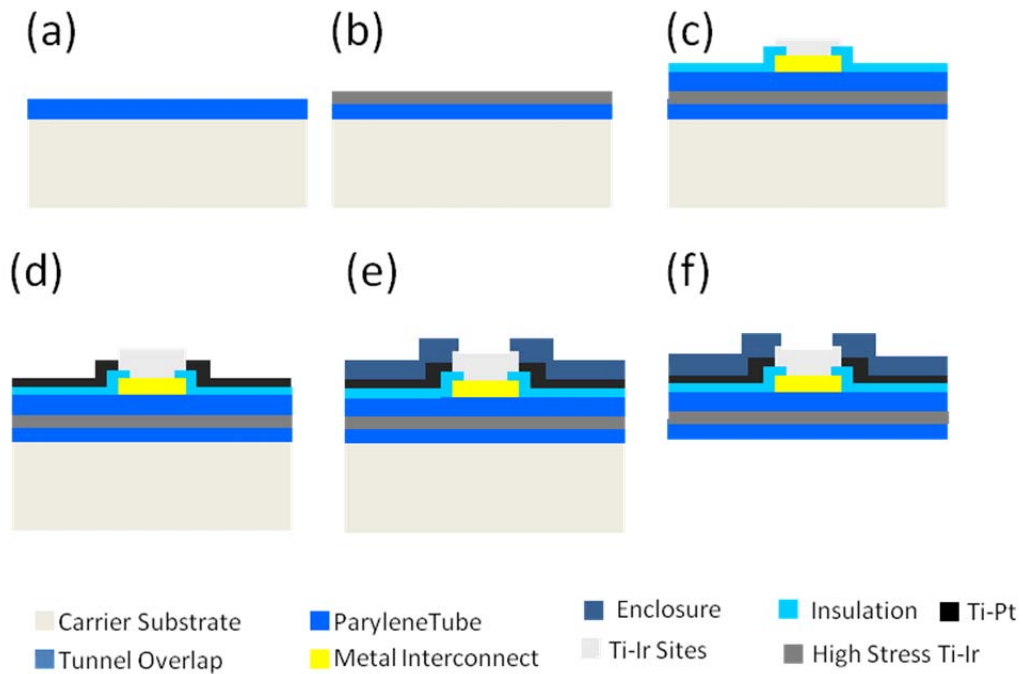 (a)
(b)
(c)
(d)
(e)
(f)
Carrier Substrate
ParyleneTube
Enclosure
Insulation
Ti-Pt
Tunnel Overlap
Metal Interconnect
Ti-Ir Sites
High Stress Ti-Ir